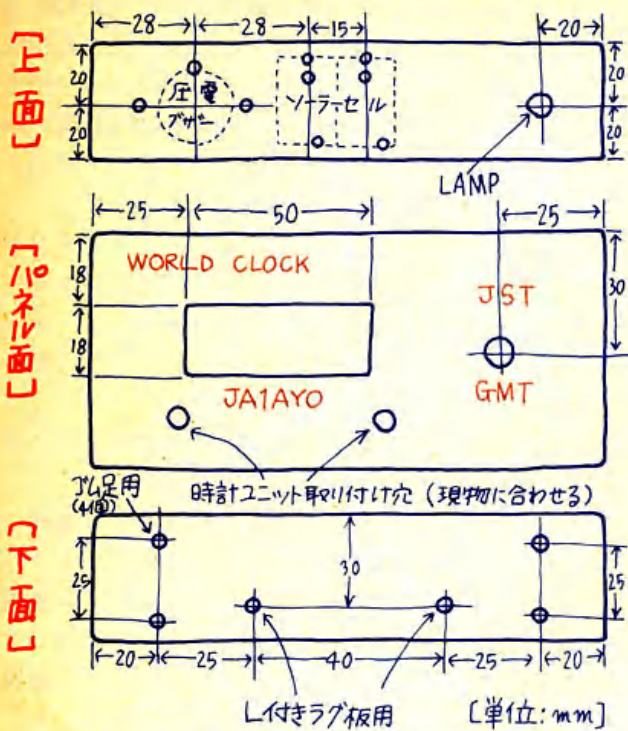 [上面]
28 28 15 20
20 20
20 20
圧電
ブザー
ソーラーセル
LAMP
[パネル面]
25 50 25
18
18
30
WORLD CLOCK
JST
GMT
JA1AYO
時計ユニット取り付け穴 (現物に合わせる)
[下面]
ゴム足用
(4個)
25
30
25
20 25 40 25 20
L付きラグ板用
[単位:mm]